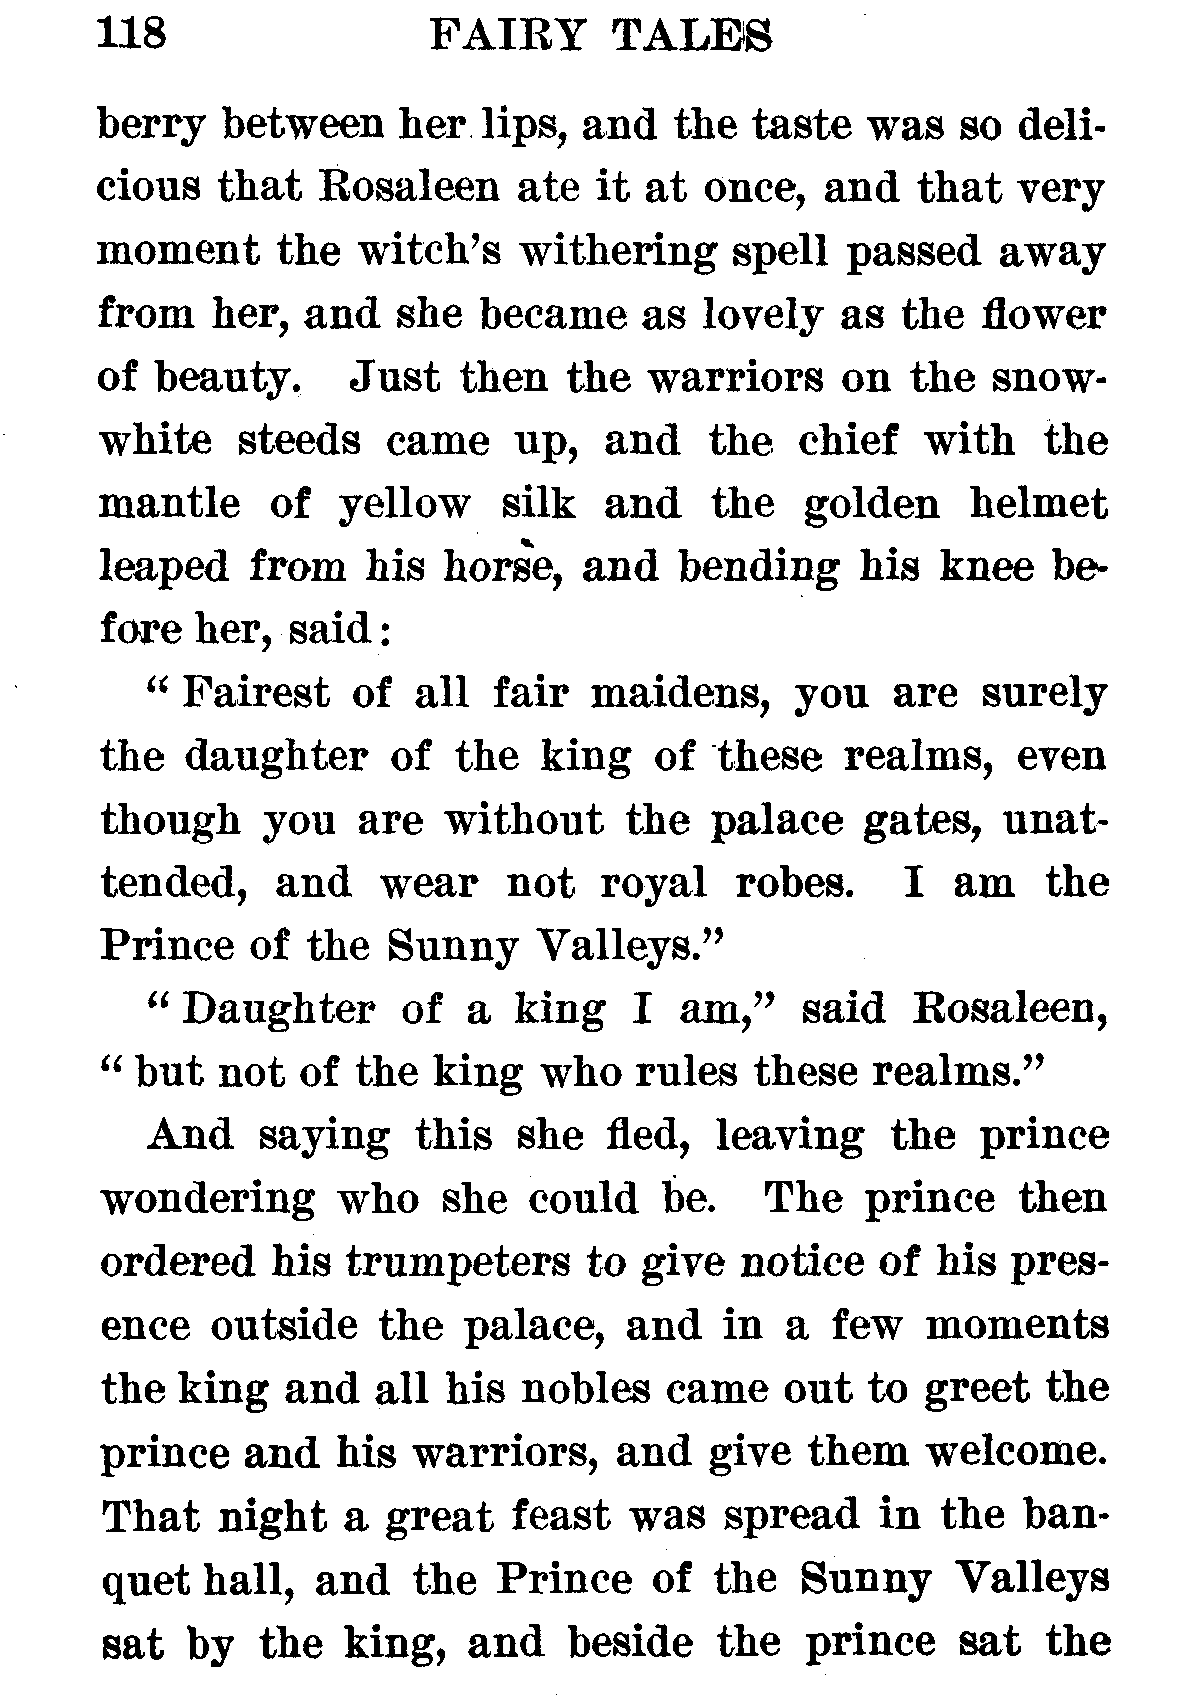 118 FAIRY TALES
berry between her lips, and the taste was so deli-
cious that Rosaleen ate it at once, and that very
moment the witch's withering spell passed away
from her, and she became as lovely as the flower
of beauty. Just then the warriors on the snow-
white steeds came up, and the chief with the
mantle of yellow silk and the golden helmet
leaped from his horse, and bending his knee be-
fore her, said:
"Fairest of all fair maidens, you are surely
the daughter of the king of these realms, even
though you are without the palace gates, unat-
tended, and wear not royal robes. I am the
Prince of the Sunny Valleys."
"Daughter of a king I am," said Rosaleen,
"but not of the king who rules these realms."
And saying this she fled, leaving the prince
wondering who she could be. The prince then
ordered his trumpeters to give notice of his pres-
ence outside the palace, and in a few moments
the king and all his nobles came out to greet the
prince and his warriors, and give them welcome.
That night a great feast was spread in the ban-
quet hall, and the Prince of the Sunny Valleys
sat by the king, and beside the prince sat the